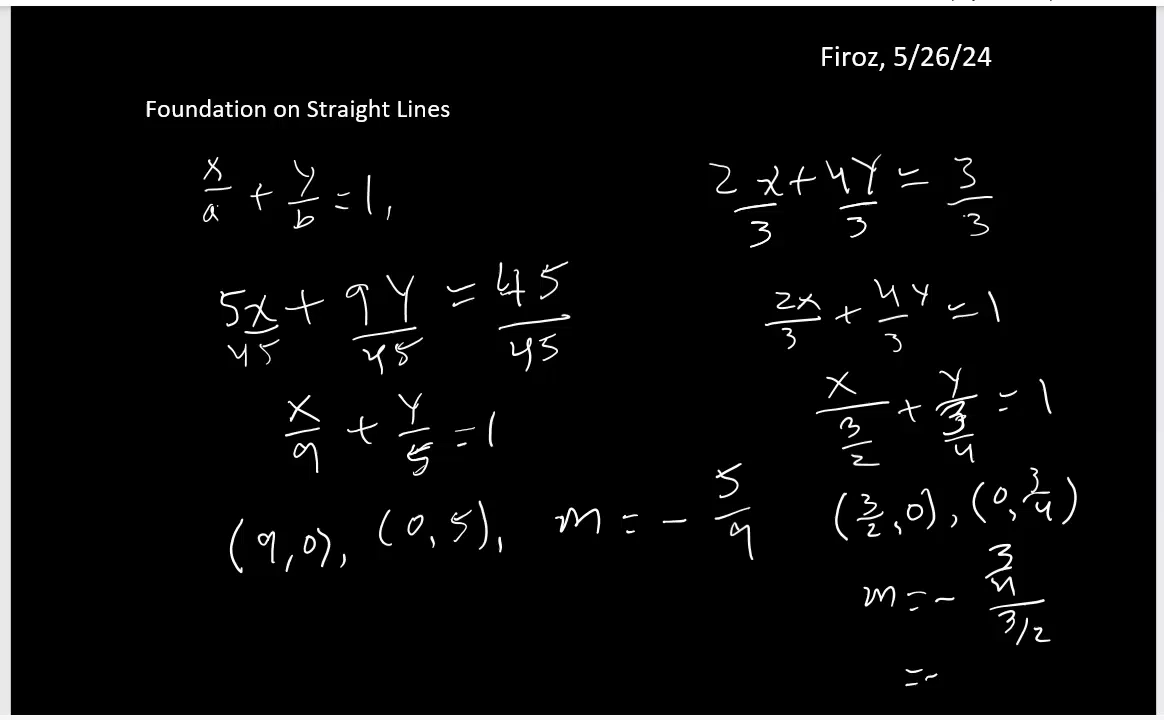 Firoz, 5/26/24
Foundation on Straight Lines
x/a + y/b = 1,
5x/45 + 9Y/45 = 45/45
x/9 + Y/5 = 1
(9,0), (0,5), m = - 5/9
2x/3 + 4Y/3 = 3/3
2x/3 + 4Y/3 = 1
x/(3/2) + Y/(3/4) = 1
(3/2,0), (0,3/4)
m = - (3/4)/(3/2)
= -